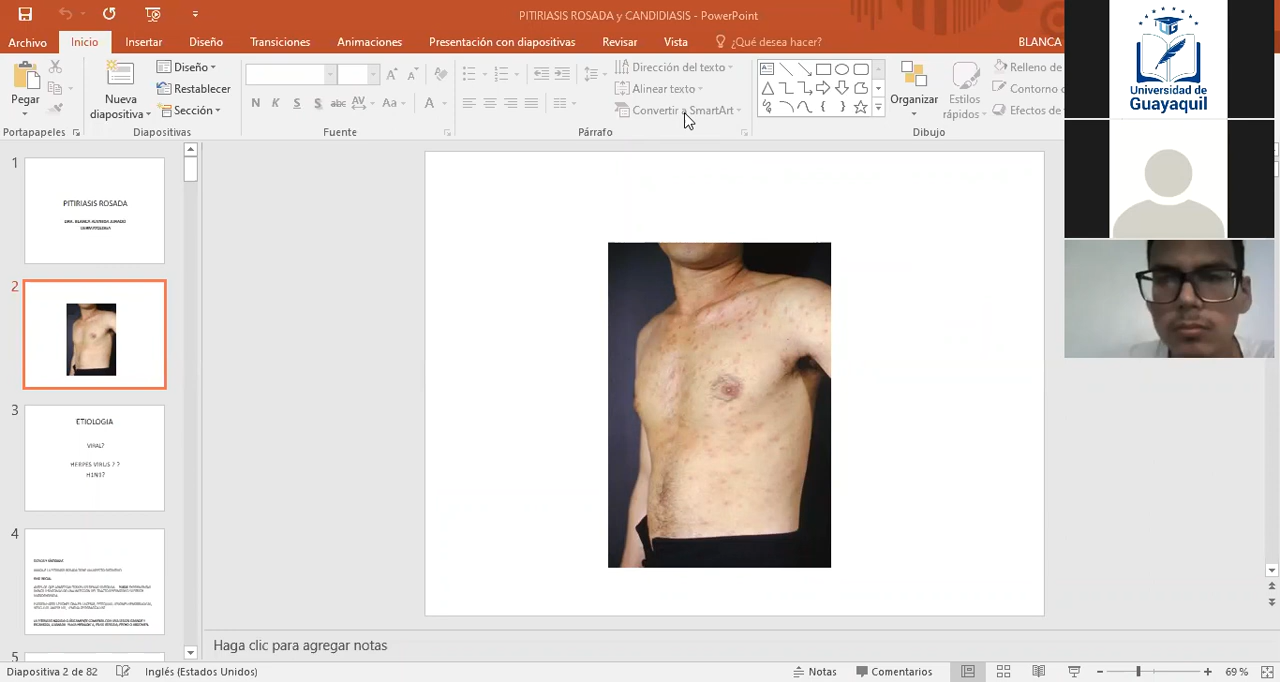 PITIRIASIS ROSADA y CANDIDIASIS - PowerPoint
Archivo Inicio Insertar Diseño Transiciones Animaciones Presentación con diapositivas Revisar Vista ¿Qué desea hacer? BLANCA
Pegar
Nueva
diapositiva
Diseño
Restablecer
Sección
N K S S abc AV Aa A
Dirección del texto
Alinear texto
Convertir a SmartArt
Organizar
Estilos
rápidos
Relleno de
Contorno
Efectos de
Portapapeles Diapositivas Fuente Párrafo Dibujo
Universidad de
Guayaquil
1
PITIRIASIS ROSADA
2
3
ETIOLOGIA
VIRAL?
HERPES VIRUS 7 ?
H1N1?
4
5
Haga clic para agregar notas
Diapositiva 2 de 82 Inglés (Estados Unidos) Notas Comentarios 69 %